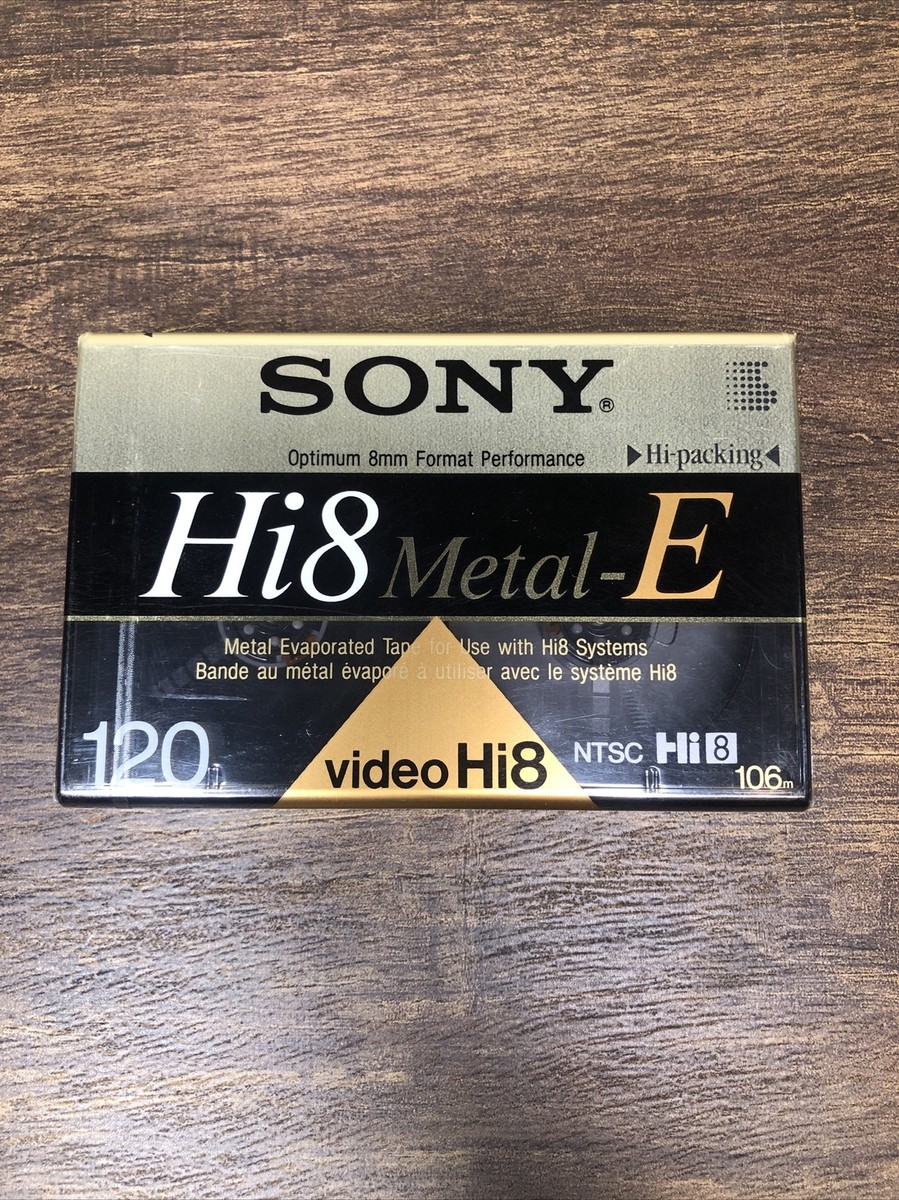 SONY®
Optimum 8mm Format Performance
▶Hi-packing◀
Hi8 Metal-E
Metal Evaporated Tape for Use with Hi8 Systems
Bande au métal évaporé à utiliser avec le système Hi8
120
video Hi8
NTSC Hi8
106m